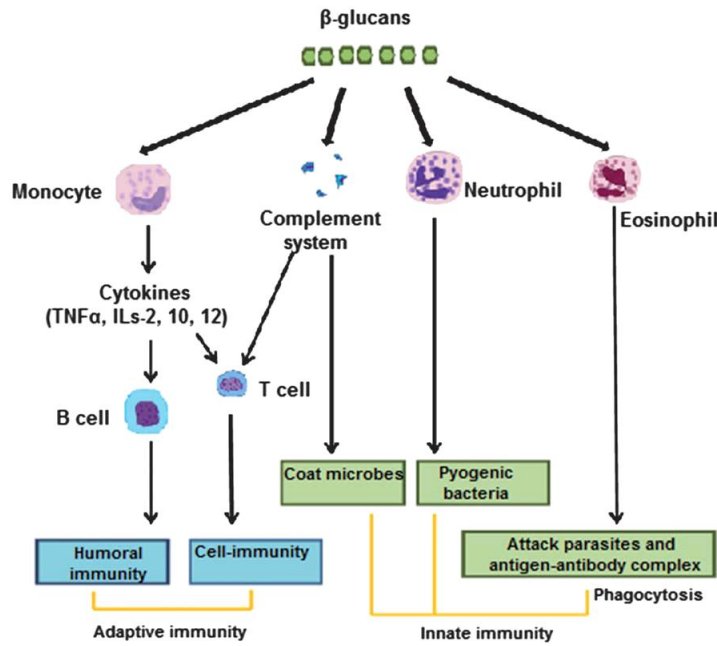 β-glucans
Monocyte
Complement
system
Neutrophil
Eosinophil
Cytokines
(TNFα, ILs-2, 10, 12)
B cell
T cell
Coat microbes
Pyogenic
bacteria
Humoral
immunity
Cell-immunity
Attack parasites and
antigen-antibody complex
Phagocytosis
Adaptive immunity
Innate immunity